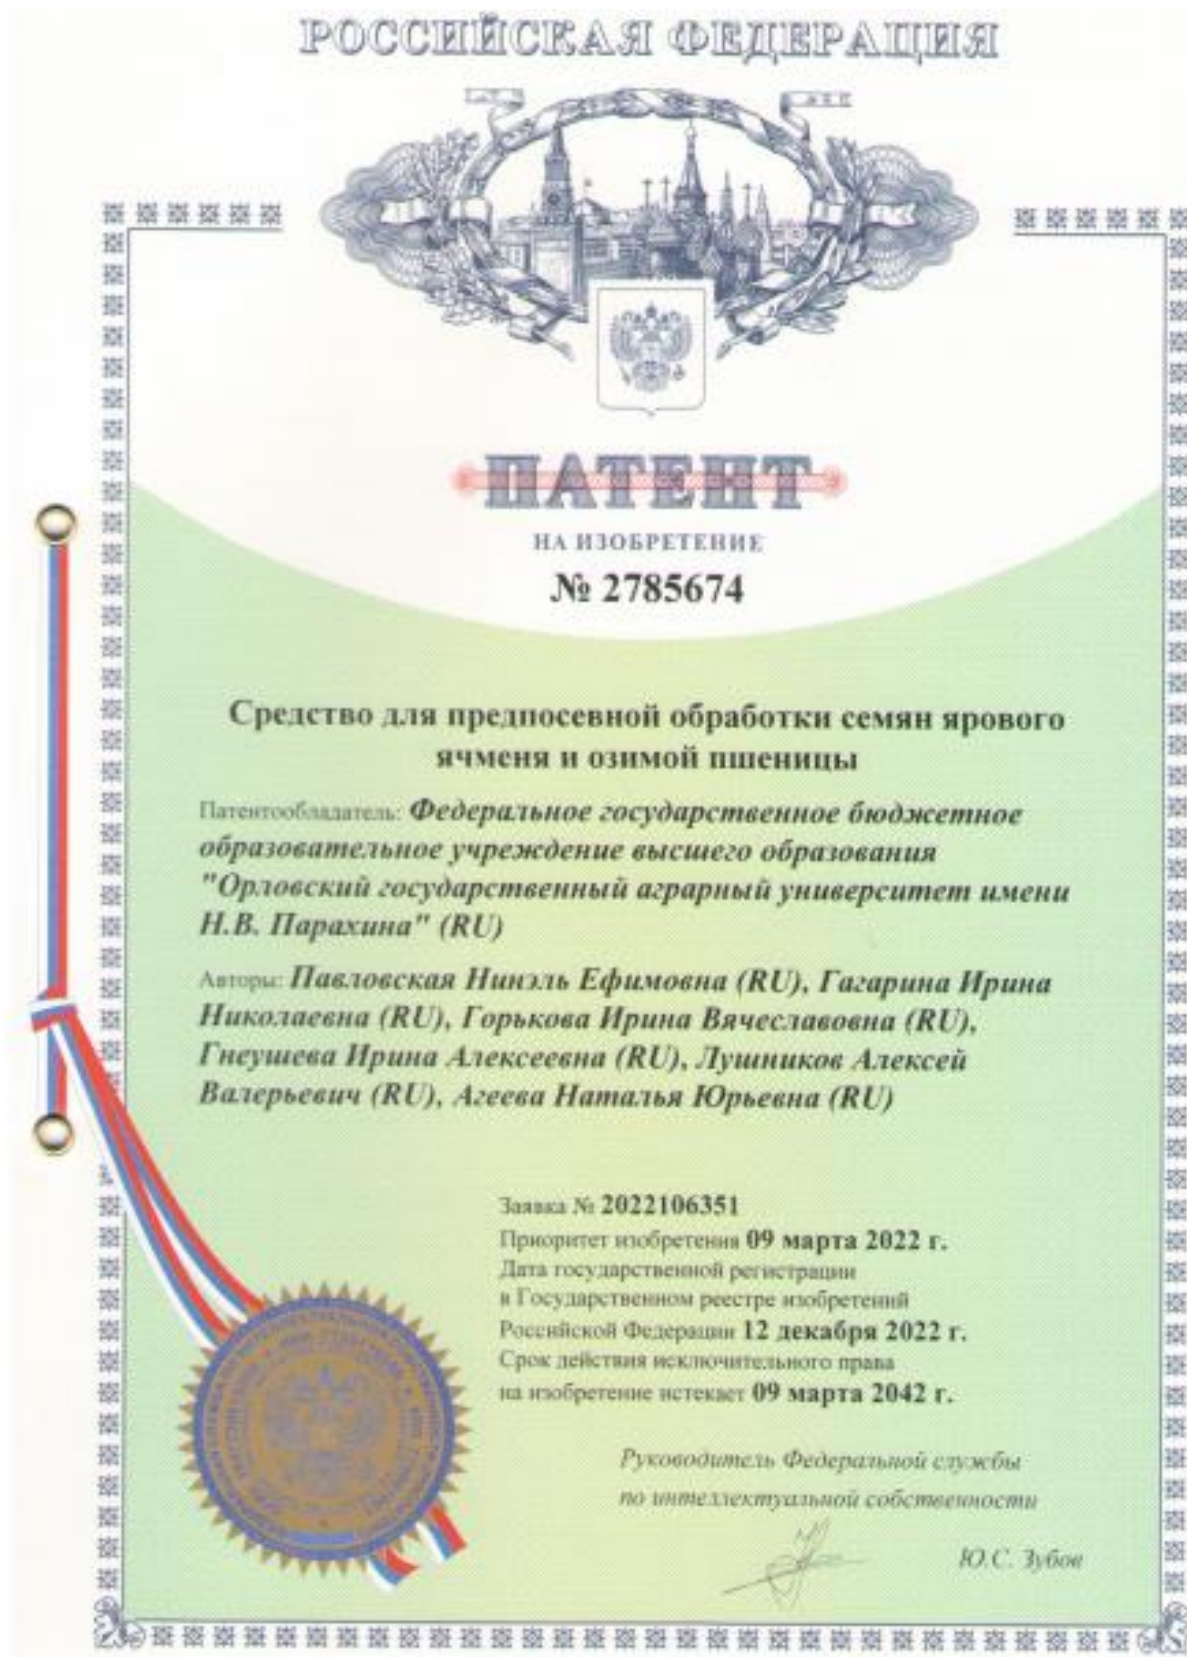 РОССИЙСКАЯ ФЕДЕРАЦИЯ
ПАТЕНТ
НА ИЗОБРЕТЕНИЕ
№ 2785674
Средство для предпосевной обработки семян ярового
ячменя и озимой пшеницы
Патентообладатель: Федеральное государственное бюджетное
образовательное учреждение высшего образования
"Орловский государственный аграрный университет имени
Н.В. Парахина" (RU)
Авторы: Павловская Нинэль Ефимовна (RU), Гагарина Ирина
Николаевна (RU), Горькова Ирина Вячеславовна (RU),
Гнеушева Ирина Алексеевна (RU), Лушников Алексей
Валерьевич (RU), Агеева Наталья Юрьевна (RU)
Заявка № 2022106351
Приоритет изобретения 09 марта 2022 г.
Дата государственной регистрации
в Государственном реестре изобретений
Российской Федерации 12 декабря 2022 г.
Срок действия исключительного права
на изобретение истекает 09 марта 2042 г.
Руководитель Федеральной службы
по интеллектуальной собственности
Ю.С. Зубов